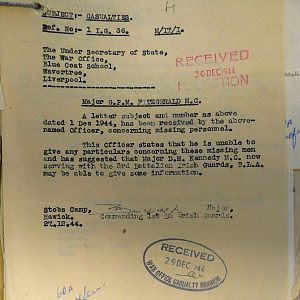 H
SUBJECT:- CASUALTIES.
Ref. No:- 1 I.G. 36. M/IT/1.
The Under Secretary of State,
The War Office,
Blue Coat School,
Wavertree,
Liverpool.
RECEIVED
30 DEC 1944
SECTION
Major G.P.M. FITZGERALD M.C.
A letter subject and number as above
dated 1 Dec 1944, has been received by the above-
named Officer, concerning missing personnel.
This Officer states that he is unable to
give any particulars concerning these missing men
and has suggested that Major D.H. Kennedy M.C. now
serving with the 3rd Battalion Irish Guards, B.L.A.
may be able to give some information.
Stobs Camp,
Major,
Hawick.
Commanding 1st Bn Irish Guards.
27.12.44.
RECEIVED
29 DEC 1944
WAR OFFICE CASUALTY BRANCH